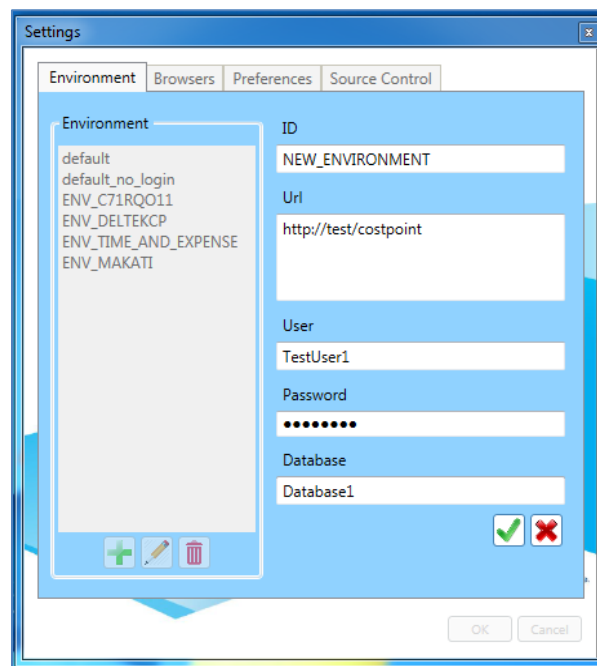 Settings
Environment
Browsers
Preferences
Source Control
Environment
default
default_no_login
ENV_C71RQO11
ENV_DELTEKCP
ENV_TIME_AND_EXPENSE
ENV_MAKATI
ID
NEW_ENVIRONMENT
Url
http://test/costpoint
User
TestUser1
Password
●●●●●●●●
Database
Database1
OK
Cancel